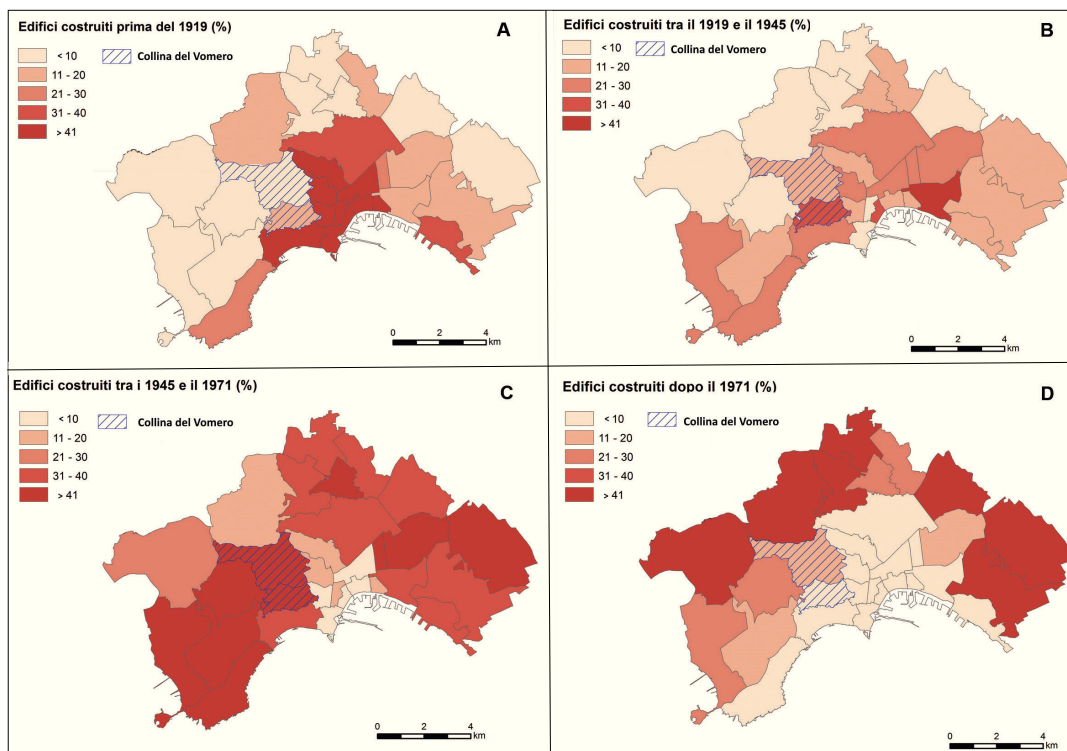 Edifici costruiti prima del 1919 (%)
A
< 10
Collina del Vomero
11 - 20
21 - 30
31 - 40
> 41
0 2 4
km
Edifici costruiti tra il 1919 e il 1945 (%)
B
< 10
Collina del Vomero
11 - 20
21 - 30
31 - 40
> 41
0 2 4
km
Edifici costruiti tra i 1945 e il 1971 (%)
C
< 10
Collina del Vomero
11 - 20
21 - 30
31 - 40
> 41
0 2 4
km
Edifici costruiti dopo il 1971 (%)
D
< 10
Collina del Vomero
11 - 20
21 - 30
31 - 40
> 41
0 2 4
km